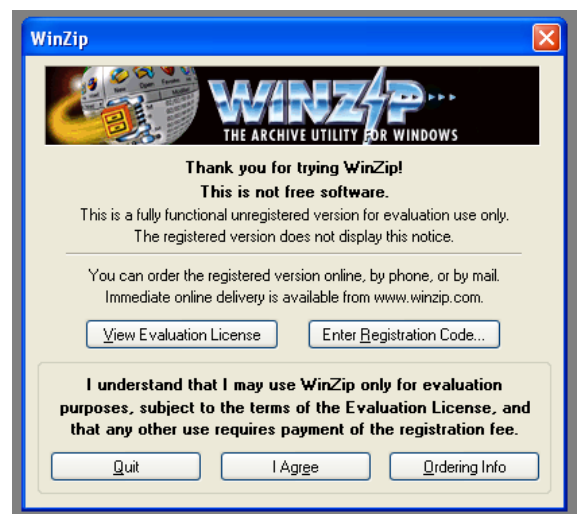 WinZip
WINZIP
THE ARCHIVE UTILITY FOR WINDOWS
Thank you for trying WinZip!
This is not free software.
This is a fully functional unregistered version for evaluation use only.
The registered version does not display this notice.
You can order the registered version online, by phone, or by mail.
Immediate online delivery is available from www.winzip.com.
View Evaluation License
Enter Registration Code...
I understand that I may use WinZip only for evaluation
purposes, subject to the terms of the Evaluation License, and
that any other use requires payment of the registration fee.
Quit
I Agree
Ordering Info